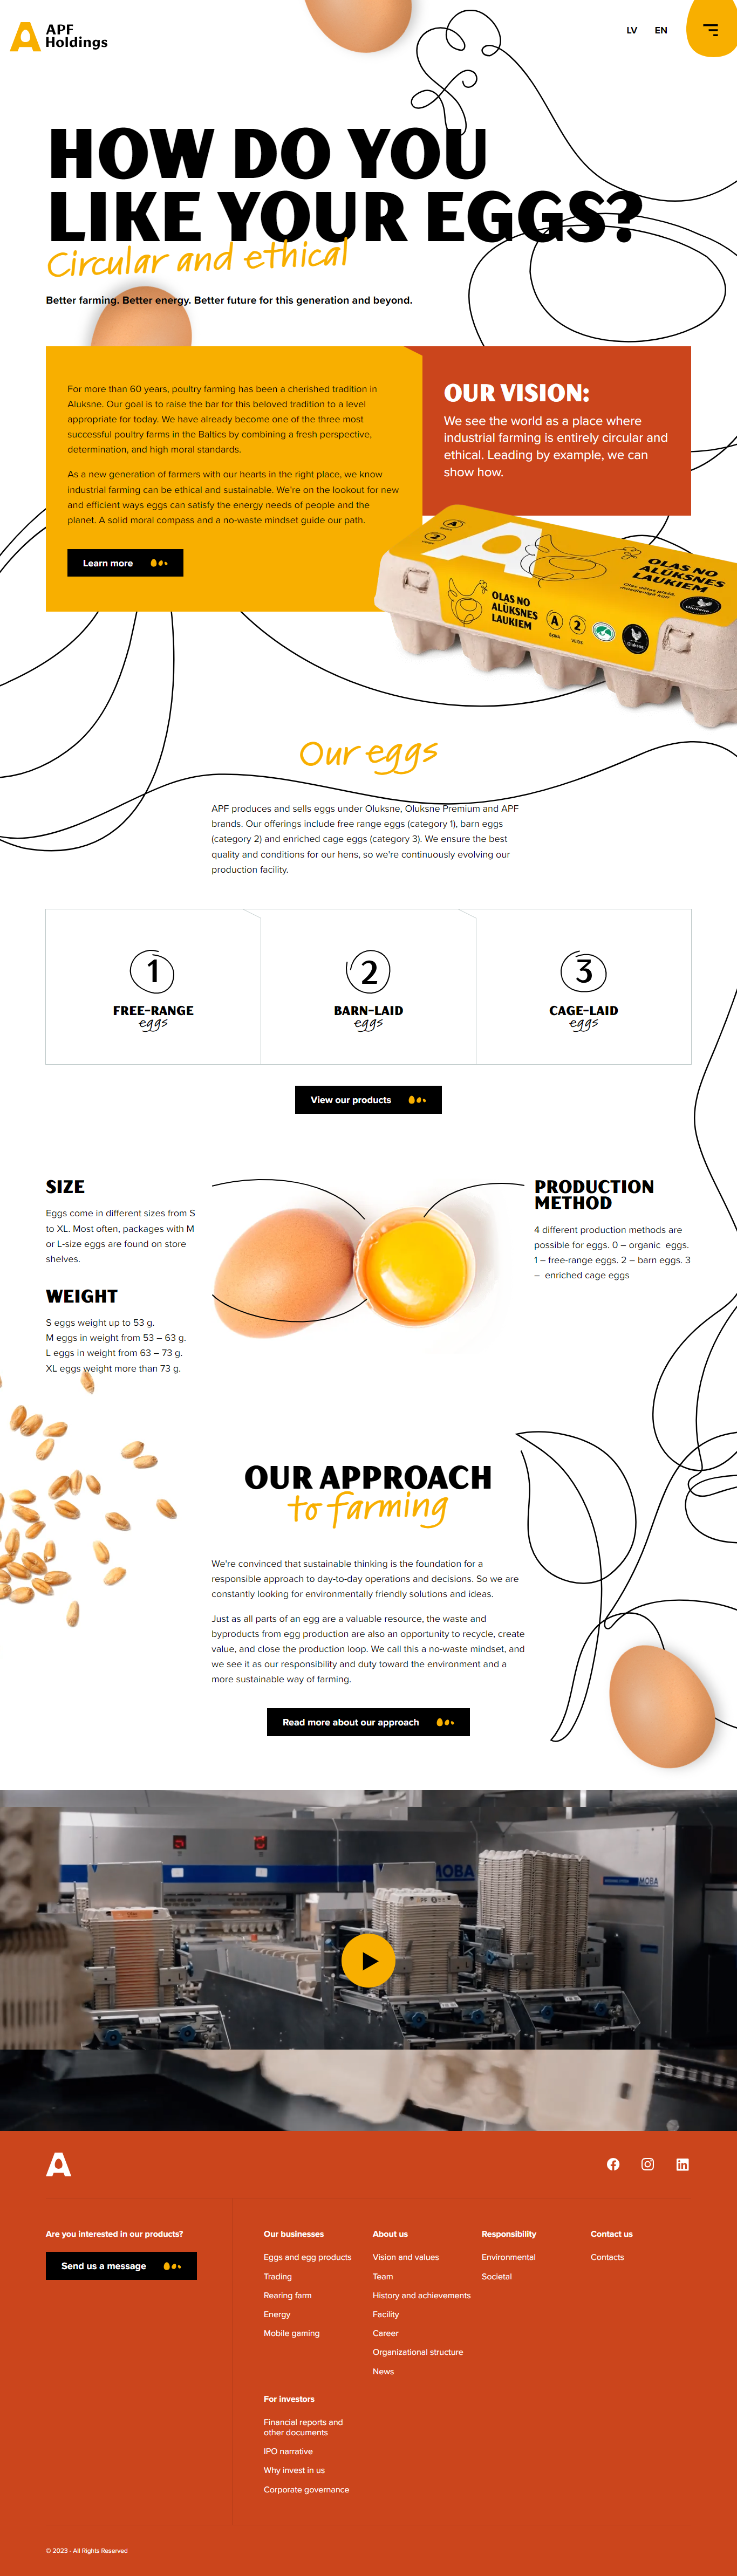 APF
Holdings
LV EN
HOW DO YOU
LIKE YOUR EGGS?
Circular and ethical
Better farming. Better energy. Better future for this generation and beyond.
For more than 60 years, poultry farming has been a cherished tradition in
Aluksne. Our goal is to raise the bar for this beloved tradition to a level
appropriate for today. We have already become one of the three most
successful poultry farms in the Baltics by combining a fresh perspective,
determination, and high moral standards.
As a new generation of farmers with our hearts in the right place, we know
industrial farming can be ethical and sustainable. We're on the lookout for new
and efficient ways eggs can satisfy the energy needs of people and the
planet. A solid moral compass and a no-waste mindset guide our path.
Learn more
OUR VISION:
We see the world as a place where
industrial farming is entirely circular and
ethical. Leading by example, we can
show how.
OLAS NO
ALŪKSNES
LAUKIEM
OLAS NO
ALŪKSNES
LAUKIEM
A
2
Our eggs
APF produces and sells eggs under Oluksne, Oluksne Premium and APF
brands. Our offerings include free range eggs (category 1), barn eggs
(category 2) and enriched cage eggs (category 3). We ensure the best
quality and conditions for our hens, so we're continuously evolving our
production facility.
1
FREE-RANGE
eggs
2
BARN-LAID
eggs
3
CAGE-LAID
eggs
View our products
SIZE
Eggs come in different sizes from S
to XL. Most often, packages with M
or L-size eggs are found on store
shelves.
WEIGHT
S eggs weight up to 53 g.
M eggs in weight from 53 – 63 g.
L eggs in weight from 63 – 73 g.
XL eggs weight more than 73 g.
PRODUCTION
METHOD
4 different production methods are
possible for eggs. 0 – organic eggs.
1 – free-range eggs. 2 – barn eggs. 3
– enriched cage eggs
OUR APPROACH
to farming
We're convinced that sustainable thinking is the foundation for a
responsible approach to day-to-day operations and decisions. So we are
constantly looking for environmentally friendly solutions and ideas.
Just as all parts of an egg are a valuable resource, the waste and
byproducts from egg production are also an opportunity to recycle, create
value, and close the production loop. We call this a no-waste mindset, and
we see it as our responsibility and duty toward the environment and a
more sustainable way of farming.
Read more about our approach
MOBA
MOBA
Are you interested in our products?
Send us a message
Our businesses
Eggs and egg products
Trading
Rearing farm
Energy
Mobile gaming
About us
Vision and values
Team
History and achievements
Facility
Career
Organizational structure
News
Responsibility
Environmental
Societal
Contact us
Contacts
For investors
Financial reports and
other documents
IPO narrative
Why invest in us
Corporate governance
© 2023 - All Rights Reserved